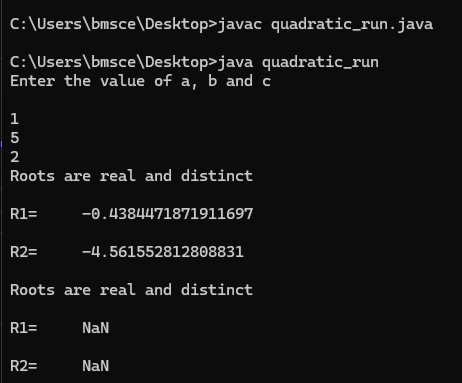 C:\Users\bmsce\Desktop>javac quadratic_run.java
C:\Users\bmsce\Desktop>java quadratic_run
Enter the value of a, b and c
1
5
2
Roots are real and distinct
R1=     -0.4384471871911697
R2=     -4.561552812808831
Roots are real and distinct
R1=     NaN
R2=     NaN